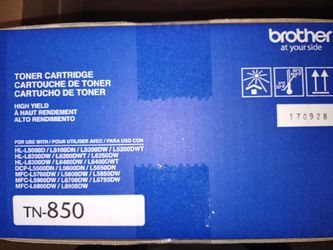 brother
at your side
TONER CARTRIDGE
CARTOUCHE DE TONER
CARTUCHO DE TONER
HIGH YIELD
À HAUT RENDEMENT
ALTO RENDIMIENTO
170928
FOR USE WITH / POUR UTILISER AVEC / PARA USO CON
HL-L5000D / L5100DN / L5200DW / L5200DWT
HL-L6200DW / L6200DWT / L6250DW
HL-L6300DW / L6400DW / L6400DWT
DCP-L5500DN / L5600DN / L5650DN
MFC-L5700DW / L5800DW / L5850DW
MFC-L5900DW / L6700DW / L6750DW
MFC-L6800DW / L6900DW
TN-850